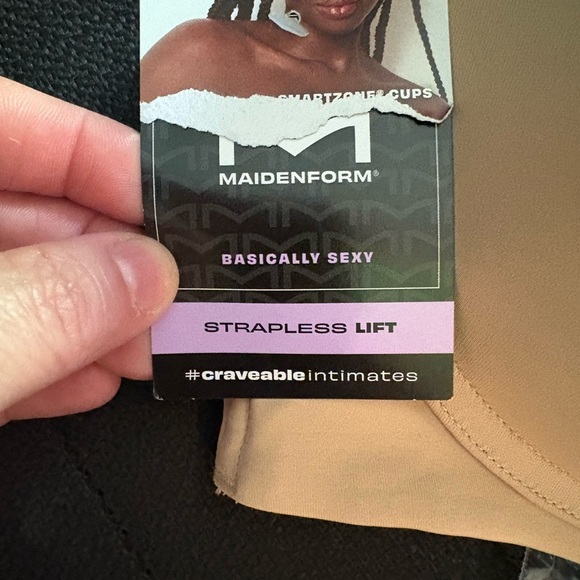 SMARTZONE® CUPS
MAIDENFORM®
BASICALLY SEXY
STRAPLESS LIFT
#craveableintimates